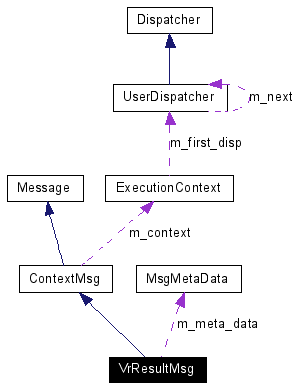 Dispatcher
UserDispatcher
m_next
m_first_disp
Message
ExecutionContext
m_context
ContextMsg
MsgMetaData
m_meta_data
VrResultMsg